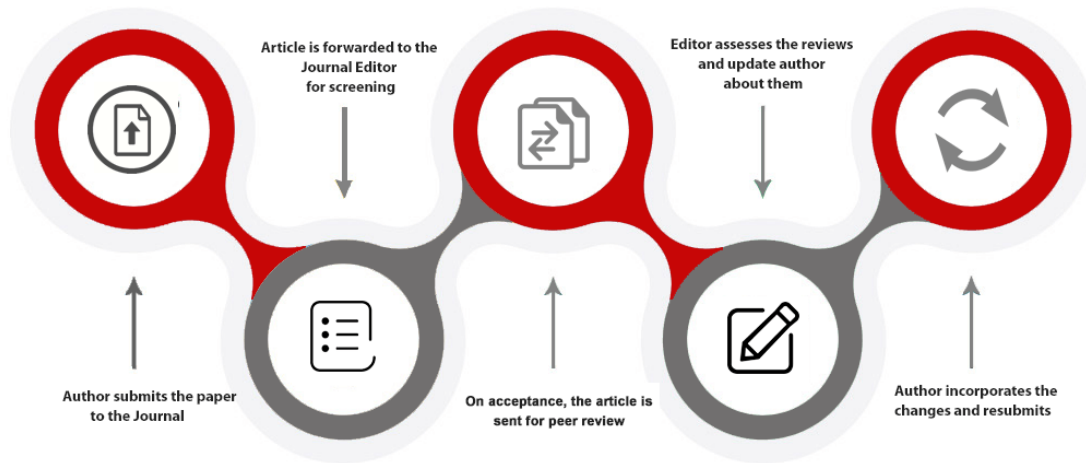 Author submits the paper
to the Journal
Article is forwarded to the
Journal Editor
for screening
On acceptance, the article is
sent for peer review
Editor assesses the reviews
and update author
about them
Author incorporates the
changes and resubmits